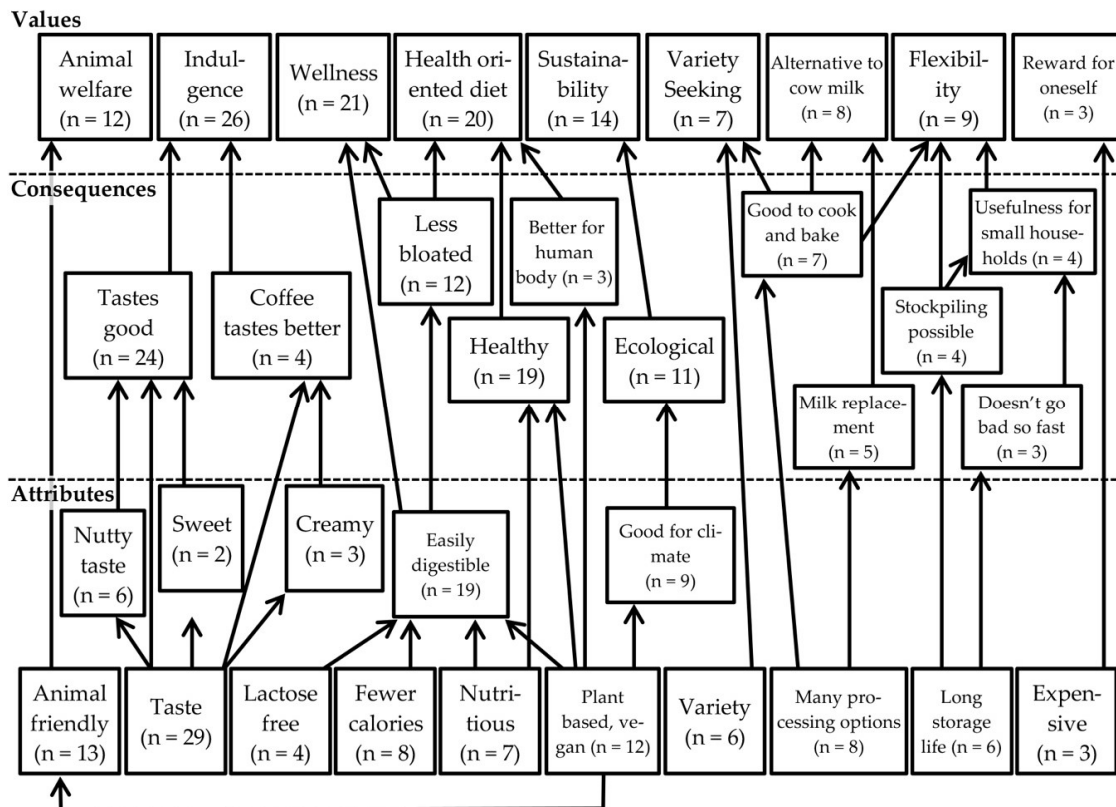 Values
Animal
welfare
(n = 12)
Indul-
gence
(n = 26)
Wellness
(n = 21)
Health ori-
ented diet
(n = 20)
Sustaina-
bility
(n = 14)
Variety
Seeking
(n = 7)
Alternative to
cow milk
(n = 8)
Flexibil-
ity
(n = 9)
Reward for
oneself
(n = 3)
Consequences
Less
bloated
(n = 12)
Better for
human
body (n = 3)
Good to cook
and bake
(n = 7)
Usefulness for
small house-
holds (n = 4)
Tastes
good
(n = 24)
Coffee
tastes better
(n = 4)
Healthy
(n = 19)
Ecological
(n = 11)
Stockpiling
possible
(n = 4)
Milk replace-
ment
(n = 5)
Doesn't go
bad so fast
(n = 3)
Attributes
Nutty
taste
(n = 6)
Sweet
(n = 2)
Creamy
(n = 3)
Easily
digestible
(n = 19)
Good for cli-
mate
(n = 9)
Animal
friendly
(n = 13)
Taste
(n = 29)
Lactose
free
(n = 4)
Fewer
calories
(n = 8)
Nutri-
tious
(n = 7)
Plant
based, ve-
gan (n = 12)
Variety
(n = 6)
Many pro-
cessing options
(n = 8)
Long
storage
life (n = 6)
Expen-
sive
(n = 3)